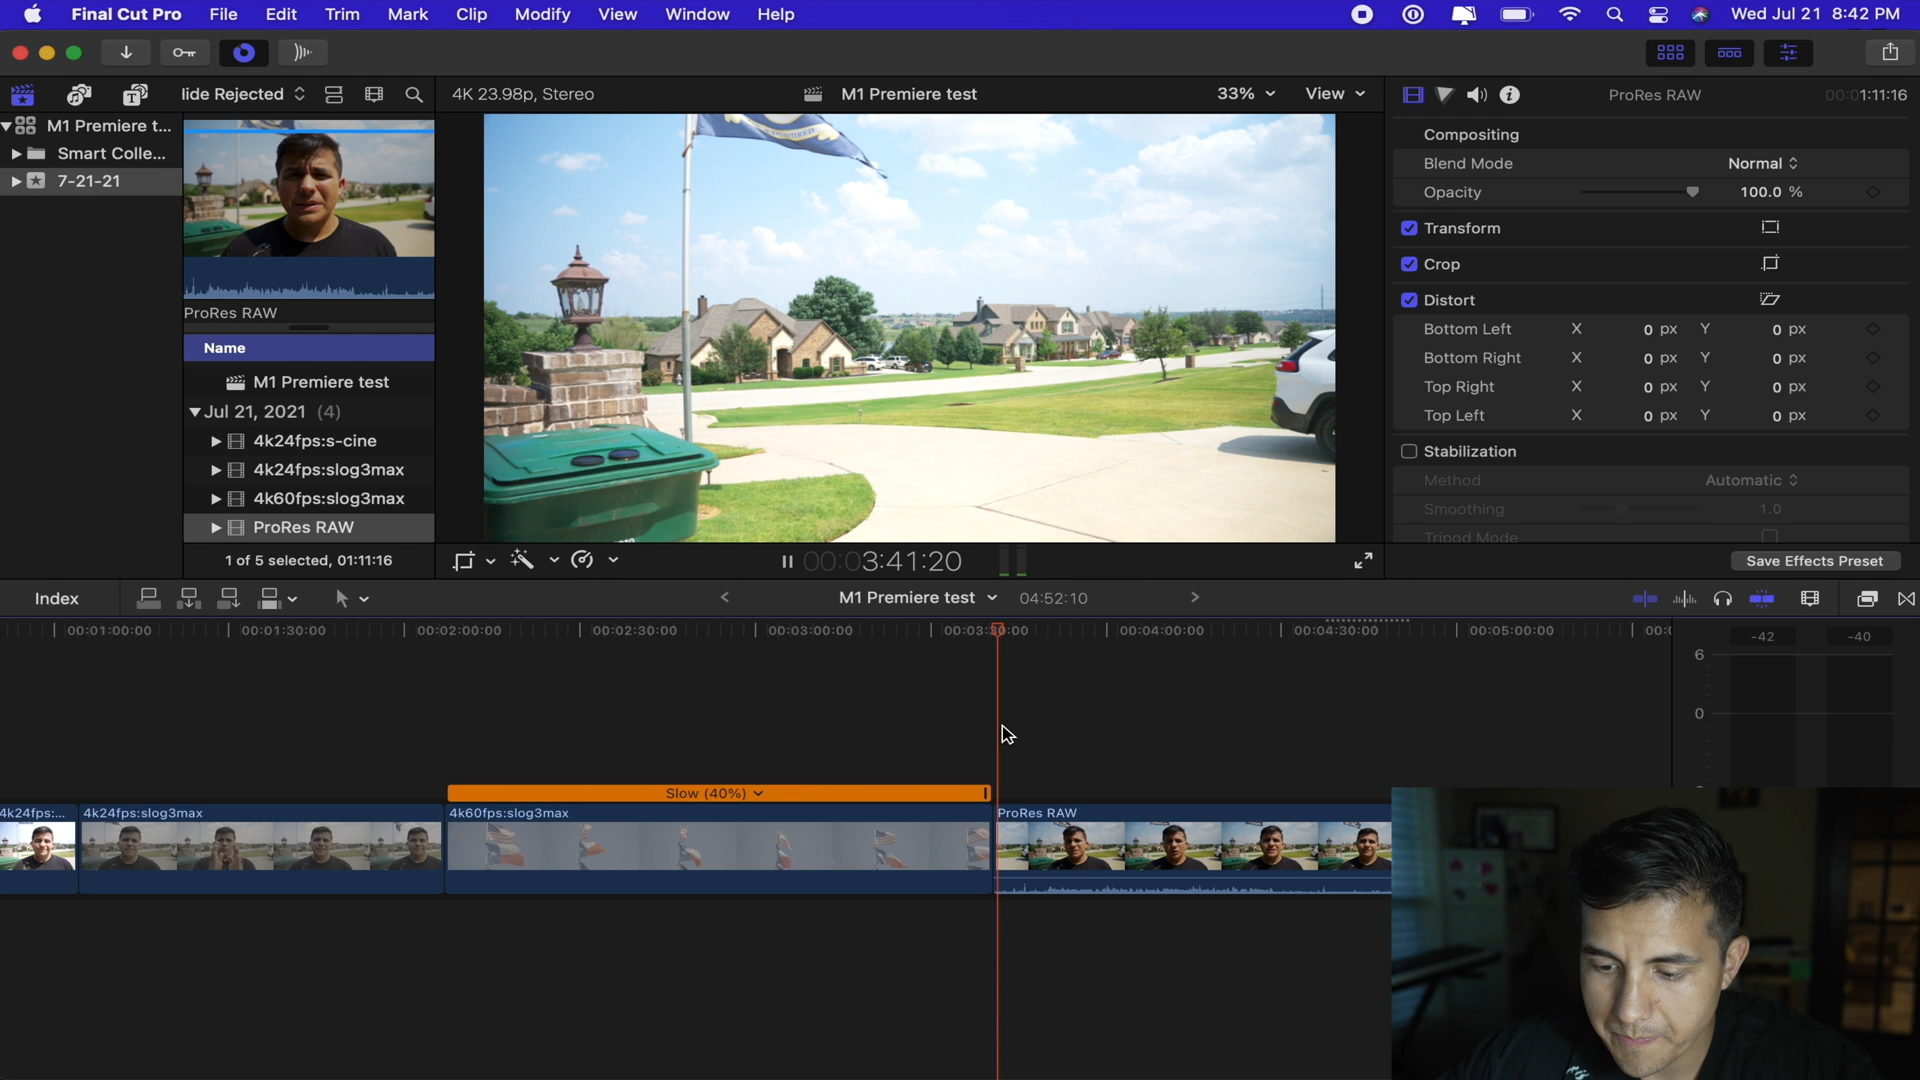 Final Cut Pro File Edit Trim Mark Clip Modify View Window Help Wed Jul 21 8:42 PM
lide Rejected 4K 23.98p, Stereo M1 Premiere test 33% View ProRes RAW 00:01:11:16
M1 Premiere t...
Smart Colle...
7-21-21
ProRes RAW
Name
M1 Premiere test
Jul 21, 2021 (4)
4k24fps:s-cine
4k24fps:slog3max
4k60fps:slog3max
ProRes RAW
1 of 5 selected, 01:11:16
00:03:41:20
Compositing
Blend Mode Normal
Opacity 100.0 %
Transform
Crop
Distort
Bottom Left X 0 px Y 0 px
Bottom Right X 0 px Y 0 px
Top Right X 0 px Y 0 px
Top Left X 0 px Y 0 px
Stabilization
Method Automatic
Smoothing 1.0
Tripod Mode
Save Effects Preset
Index M1 Premiere test 04:52:10
00:01:00:00 00:01:30:00 00:02:00:00 00:02:30:00 00:03:00:00 00:03:30:00 00:04:00:00 00:04:30:00 00:05:00:00 00:0
-42 -40
6
0
Slow (40%)
4k24fps:... 4k24fps:slog3max 4k60fps:slog3max ProRes RAW